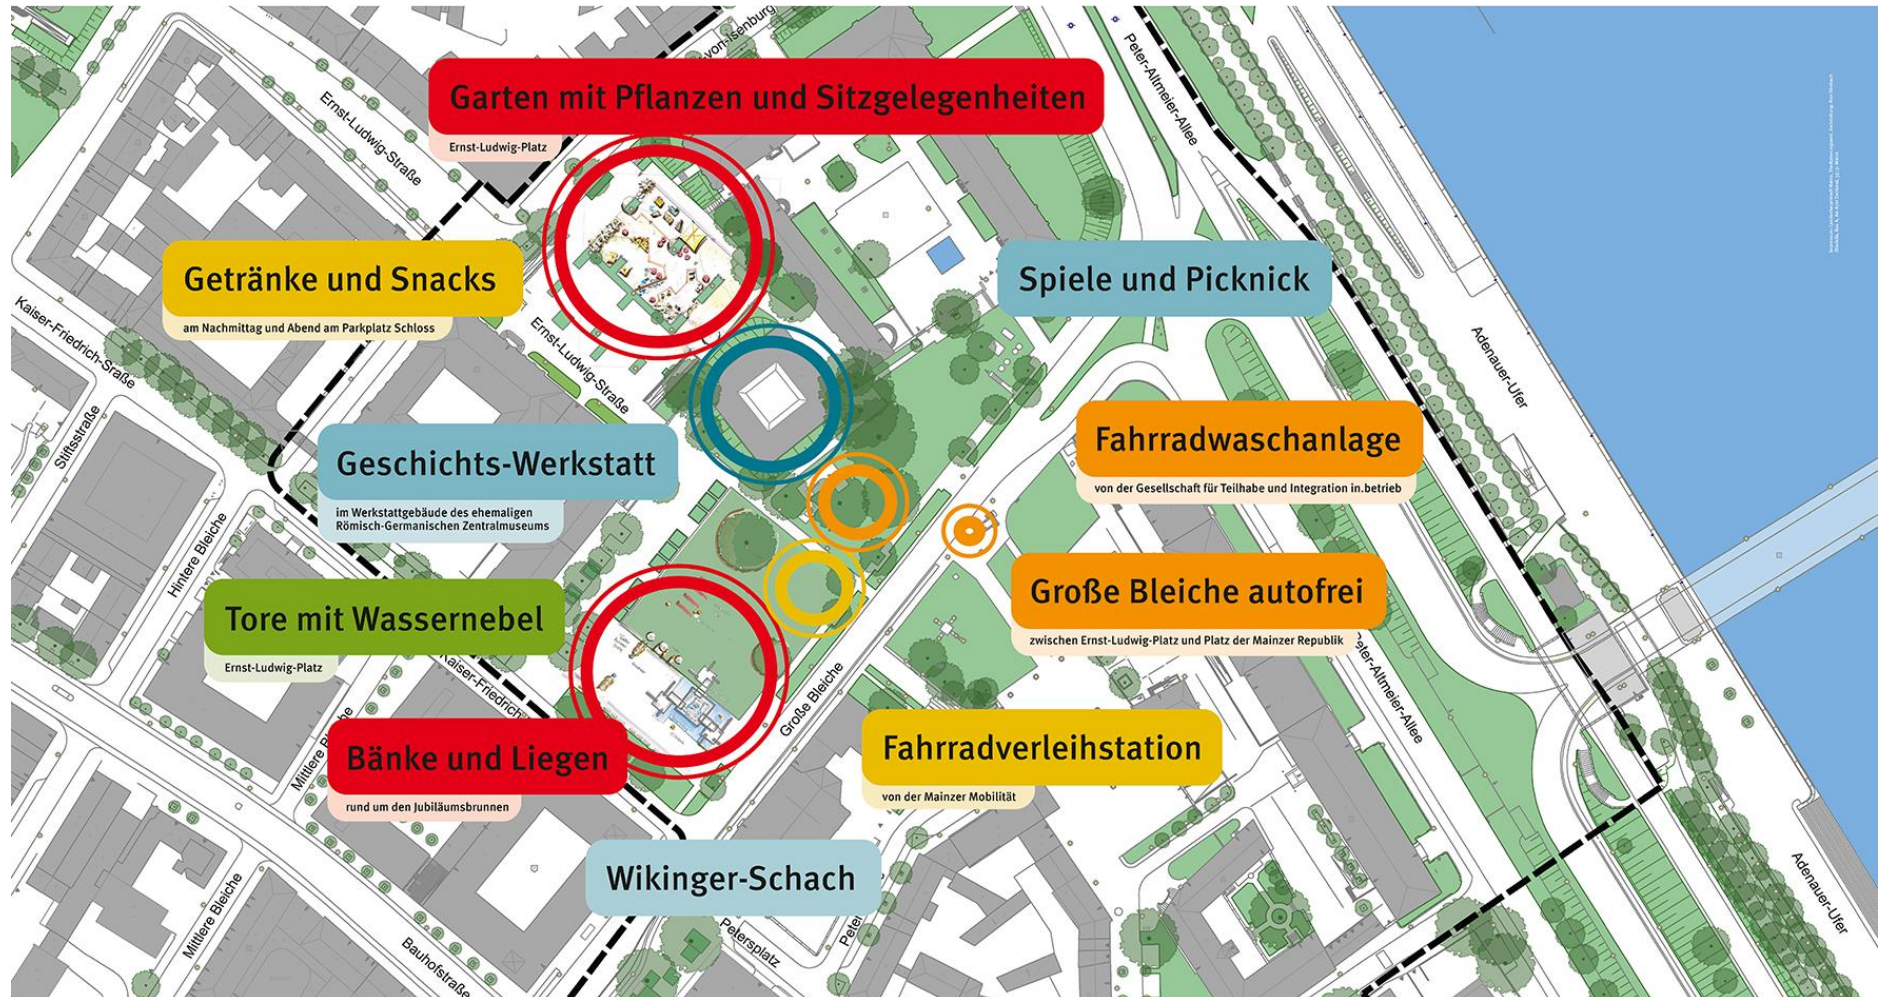 von-Isenburg
Peter-Altmeier-Allee
Garten mit Pflanzen und Sitzgelegenheiten
Ernst-Ludwig-Platz
Ernst-Ludwig-Straße
Getränke und Snacks
am Nachmittag und Abend am Parkplatz Schloss
Spiele und Picknick
Kaiser-Friedrich-Sraße
Ernst-Ludwig-Straße
Adenauer-Ufer
Stiftsstraße
Geschichts-Werkstatt
im Werkstattgebäude des ehemaligen
Römisch-Germanischen Zentralmuseums
Fahrradwaschanlage
von der Gesellschaft für Teilhabe und Integration in.betrieb
Hintere Bleiche
Tore mit Wassernebel
Ernst-Ludwig-Platz
Große Bleiche autofrei
zwischen Ernst-Ludwig-Platz und Platz der Mainzer Republik
Kaiser-Friedrich
Große Bleiche
Peter-Altmeier-Allee
Mittlere Bl
Bänke und Liegen
rund um den Jubiläumsbrunnen
Fahrradverleihstation
von der Mainzer Mobilität
Wikinger-Schach
Mittlere Bleiche
Bauhofstraße
Petersplatz
Peter
Adenauer-Ufer